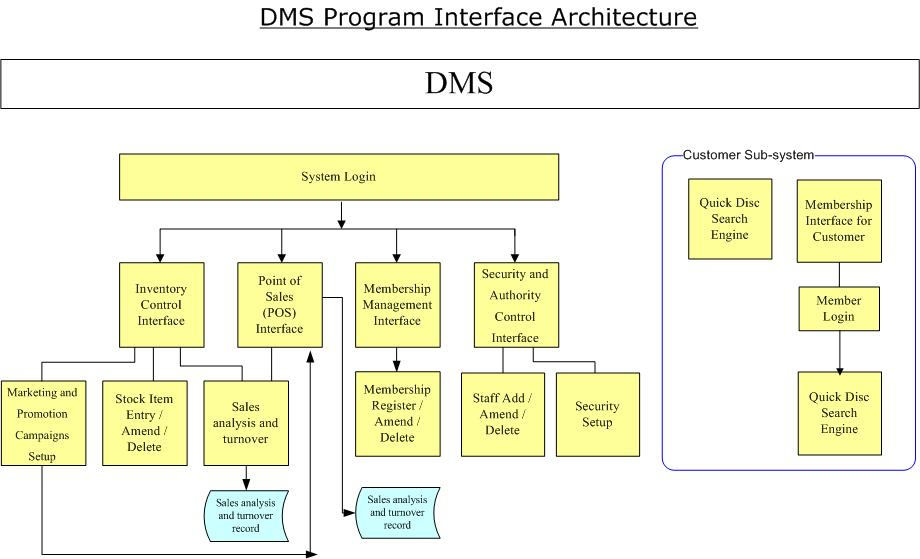 DMS Program Interface Architecture
DMS
System Login
Customer Sub-system
Quick Disc
Search
Engine
Membership
Interface for
Customer
Member
Login
Quick Disc
Search
Engine
Inventory
Control
Interface
Point of
Sales
(POS)
Interface
Membership
Management
Interface
Security and
Authority
Control
Interface
Marketing and
Promotion
Campaigns
Setup
Stock Item
Entry /
Amend /
Delete
Sales
analysis and
turnover
Membership
Register /
Amend /
Delete
Staff Add /
Amend /
Delete
Security
Setup
Sales analysis
and turnover
record
Sales analysis
and turnover
record